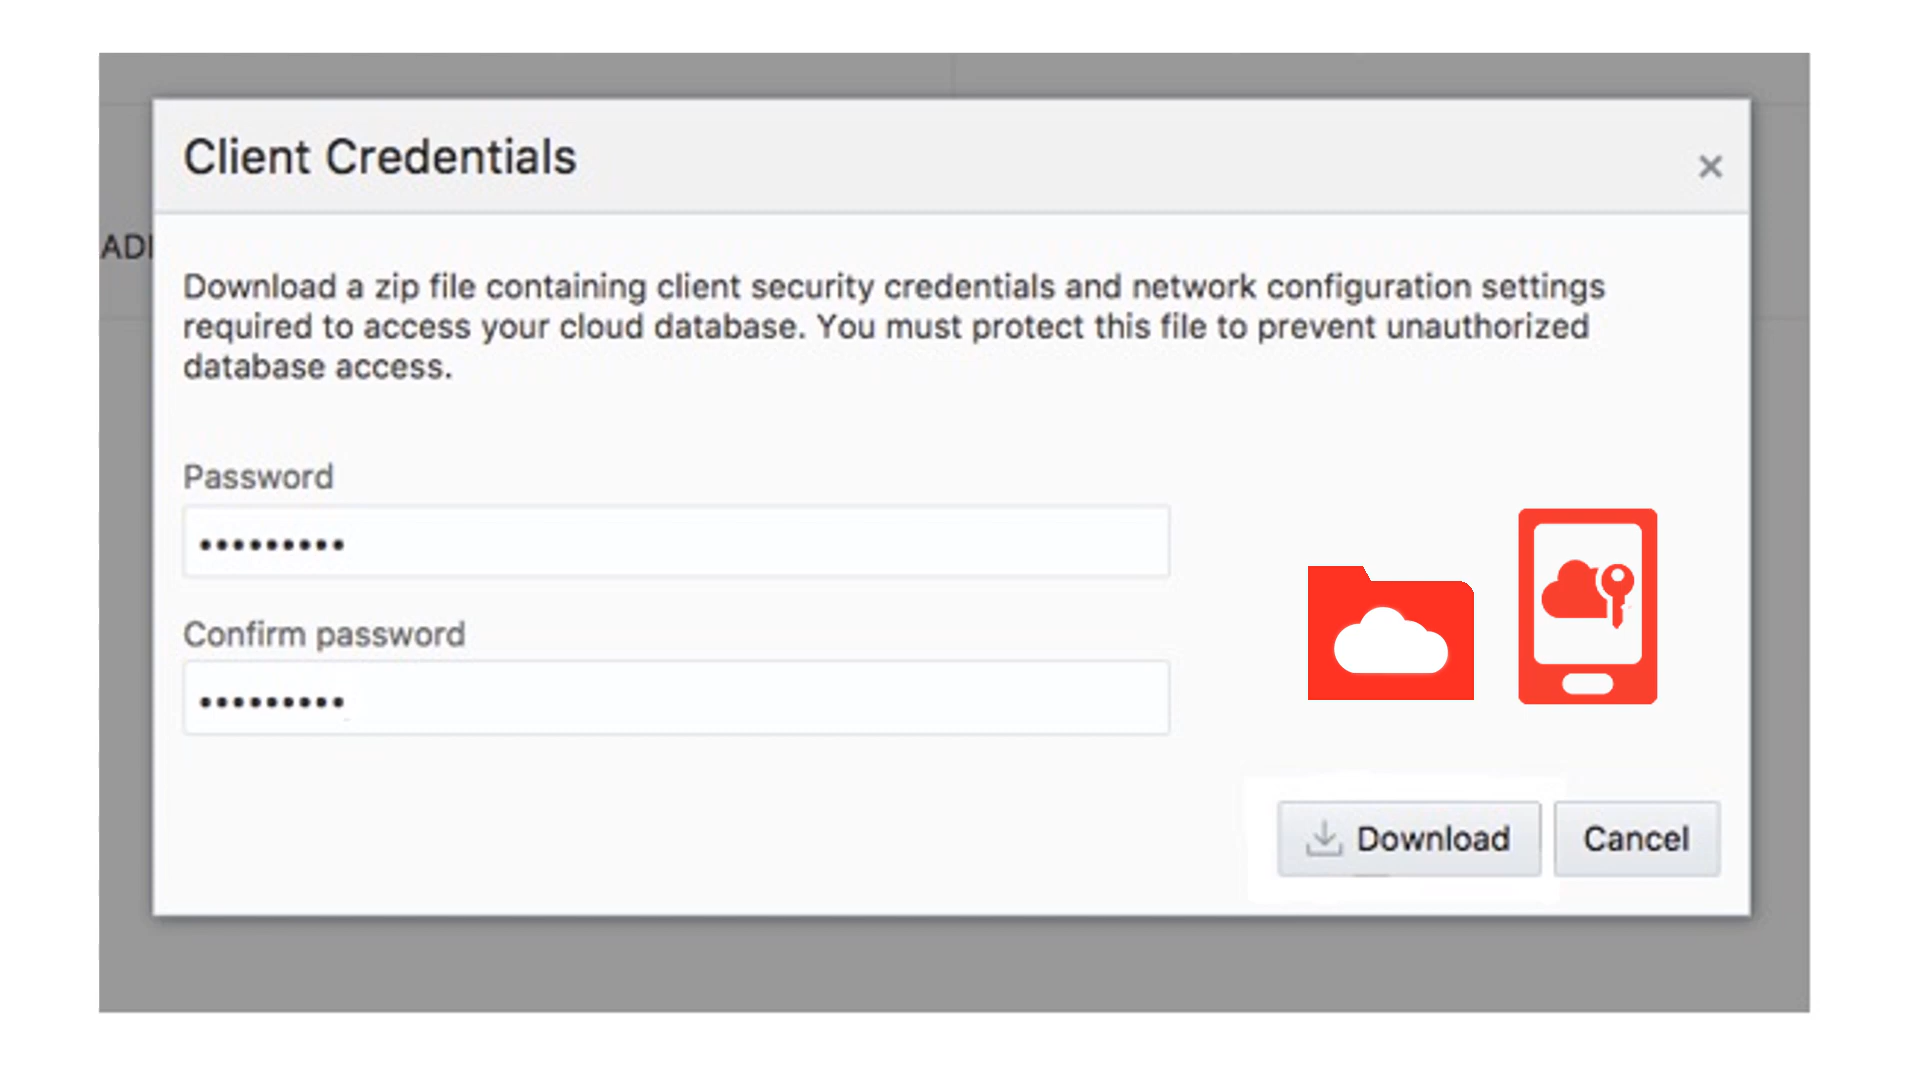 Client Credentials
×
Download a zip file containing client security credentials and network configuration settings
required to access your cloud database. You must protect this file to prevent unauthorized
database access.
Password
•••••••••
Confirm password
•••••••••
Download
Cancel